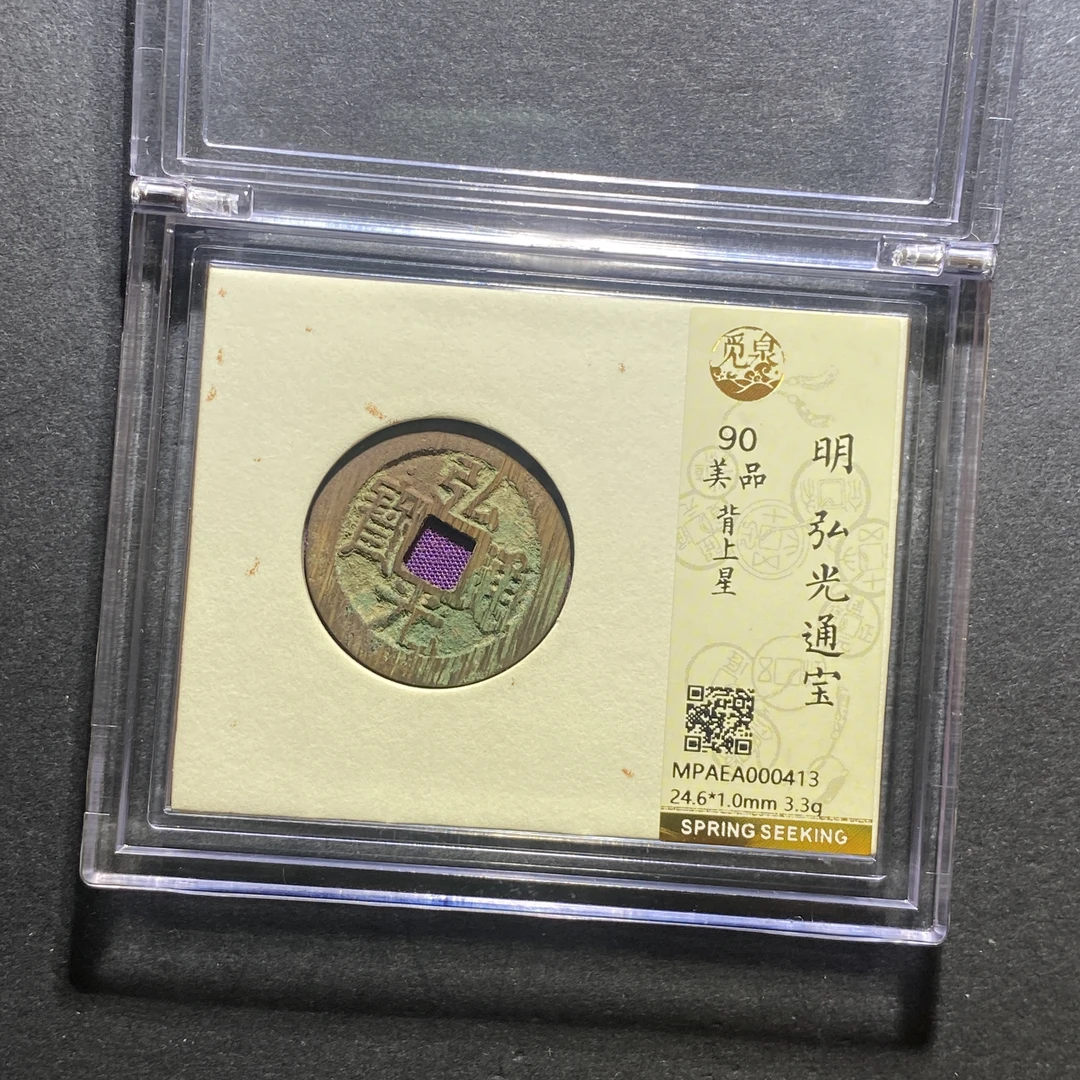 觅泉
明弘光通宝
90
美品
背上星
MPAEA000413
24.6*1.0mm 3.3g
SPRING SEEKING
弘光通寶